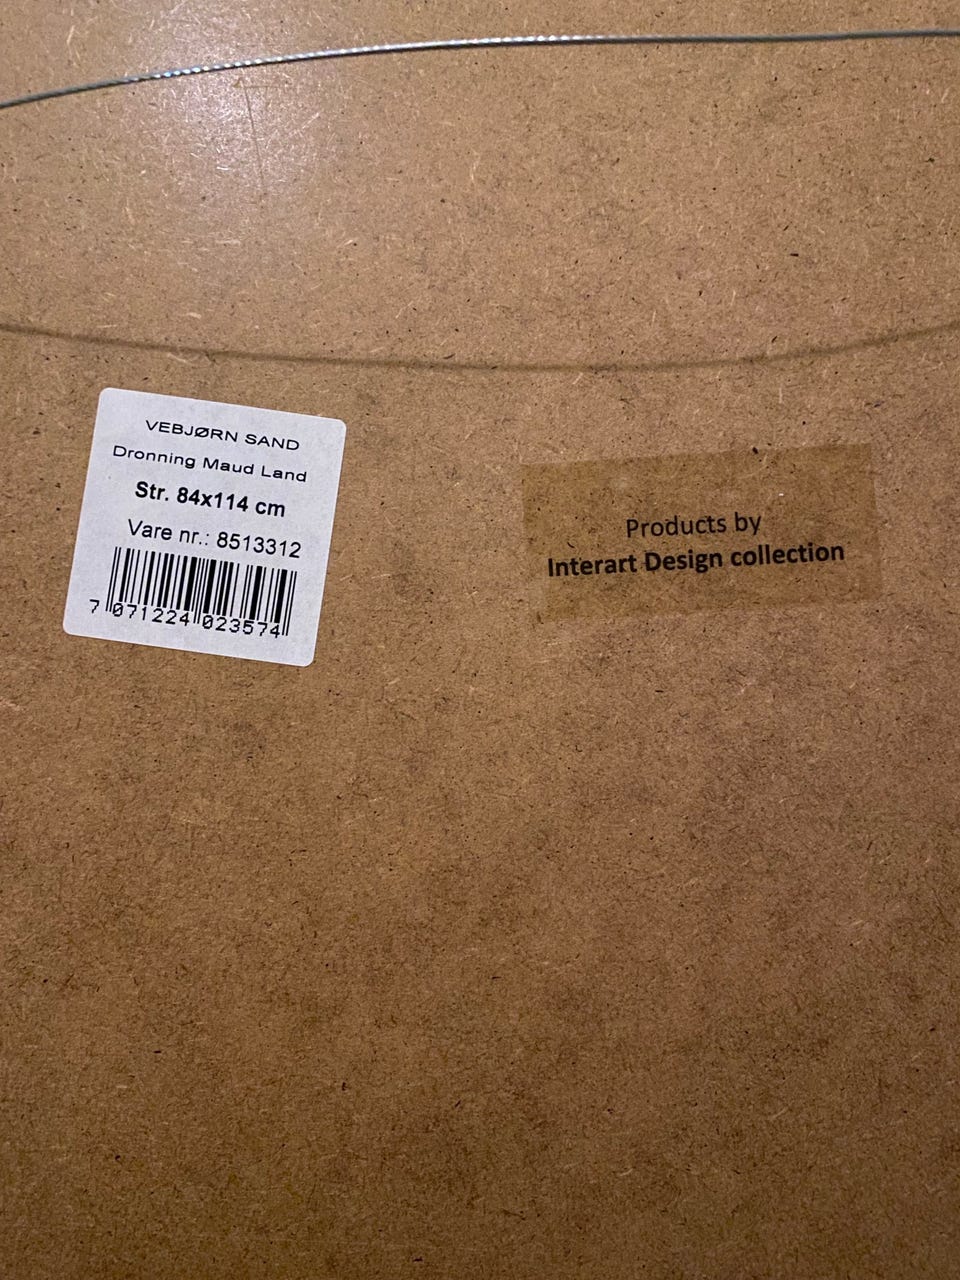 VEBJØRN SAND
Dronning Maud Land
Str. 84x114 cm
Vare nr.: 8513312
7 071224 023574
Products by
Interart Design collection